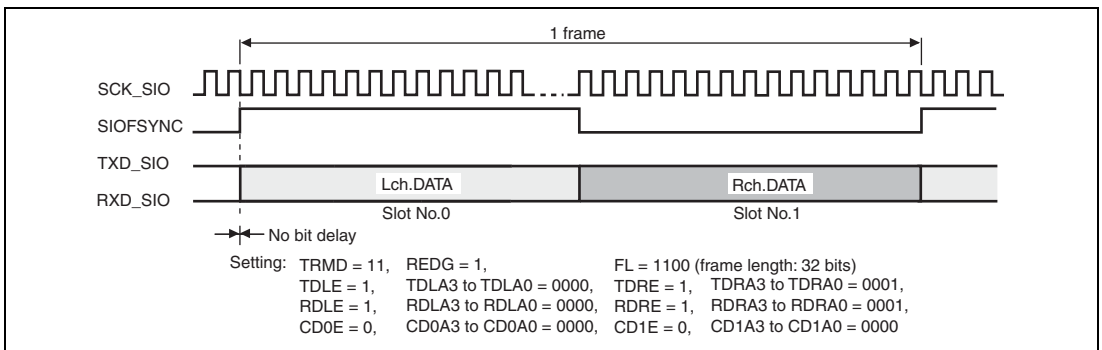 1 frame
SCK_SIO
SIOFSYNC
TXD_SIO
RXD_SIO
Lch.DATA
Rch.DATA
Slot No.0
Slot No.1
No bit delay
Setting: TRMD = 11, REDG = 1, FL = 1100 (frame length: 32 bits)
TDLE = 1, TDLA3 to TDLA0 = 0000, TDRE = 1, TDRA3 to TDRA0 = 0001,
RDLE = 1, RDLA3 to RDLA0 = 0000, RDRE = 1, RDRA3 to RDRA0 = 0001,
CD0E = 0, CD0A3 to CD0A0 = 0000, CD1E = 0, CD1A3 to CD1A0 = 0000